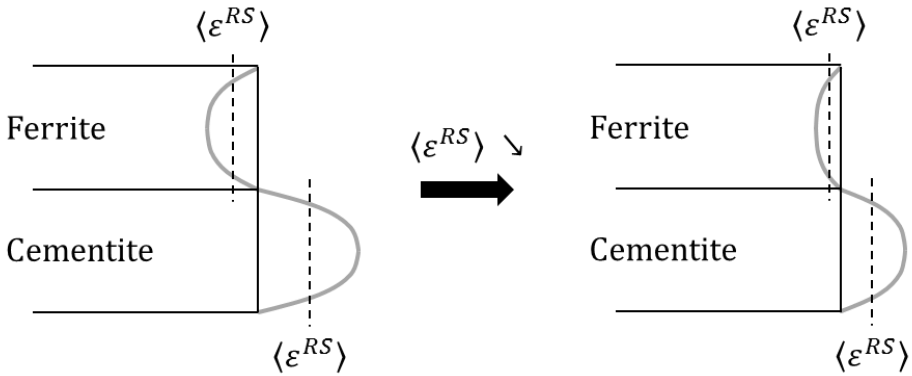 ⟨ε^{RS}⟩
⟨ε^{RS}⟩
Ferrite
Ferrite
⟨ε^{RS}⟩ ↘
Cementite
Cementite
⟨ε^{RS}⟩
⟨ε^{RS}⟩